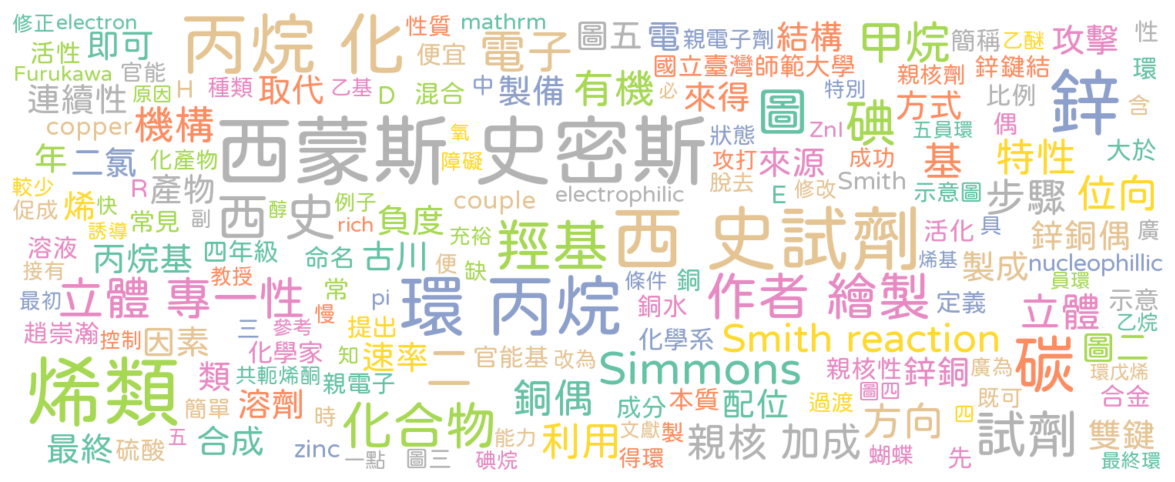 修正electron 丙烷 化 性質 mathrm 圖五 電 親電子劑 結構 甲烷 簡稱 乙醚 攻擊 性
活性 即可 便宜 電子 國立臺灣師範大學 親核劑 鋅鍵結 環
Furukawa 官能 連續性 原因 H 種類 取代 乙基 D 混合 中 製備 有機 必 來得 圖 特別 碘 方式 比例 鋅 含
copper 機構 西蒙斯 史密斯 氧 障礙 狀態 ZnI 五員環 偶
年 二氯 化產物 攻打 來源 成功 基 特性 大於
較少 促成 烯 快 R 產物 副 醇 例子 electrophilic 脫去 E 修改 Smith 示意圖 步驟 位向
誘導 常見 西 史 rich 負度 couple 充裕 羥基 西 史試劑 活化 具 鋅銅偶 廣
溶液 接有 丙烷基 四年級 命名 古川 便 缺 烯基 製成 nucleophillic
最初 立體 專一性 教授 常 pi 環 丙烷 條件 銅 銅水 作者 繪製 定義 立體 員環 示意 乙烷
趙崇瀚 控制 因素 三 參考 慢 提出 化學系 Smith reaction 碳 圖二
烯類 類 化學家 共軛烯酮 知 親電子 速率 二 官能基 改為 Simmons 親核性 鋅銅 廣為 環戊烯
簡單 溶劑 時 化合物 銅偶 成分 本質 配位 過渡 圖四 既可 合金
最終 硫酸 五 合成 zinc 一點 圖三 能力 碘烷 利用 文獻 得環 製 親核 加成 方向 蝴蝶 四 先 試劑 雙鍵 最終環